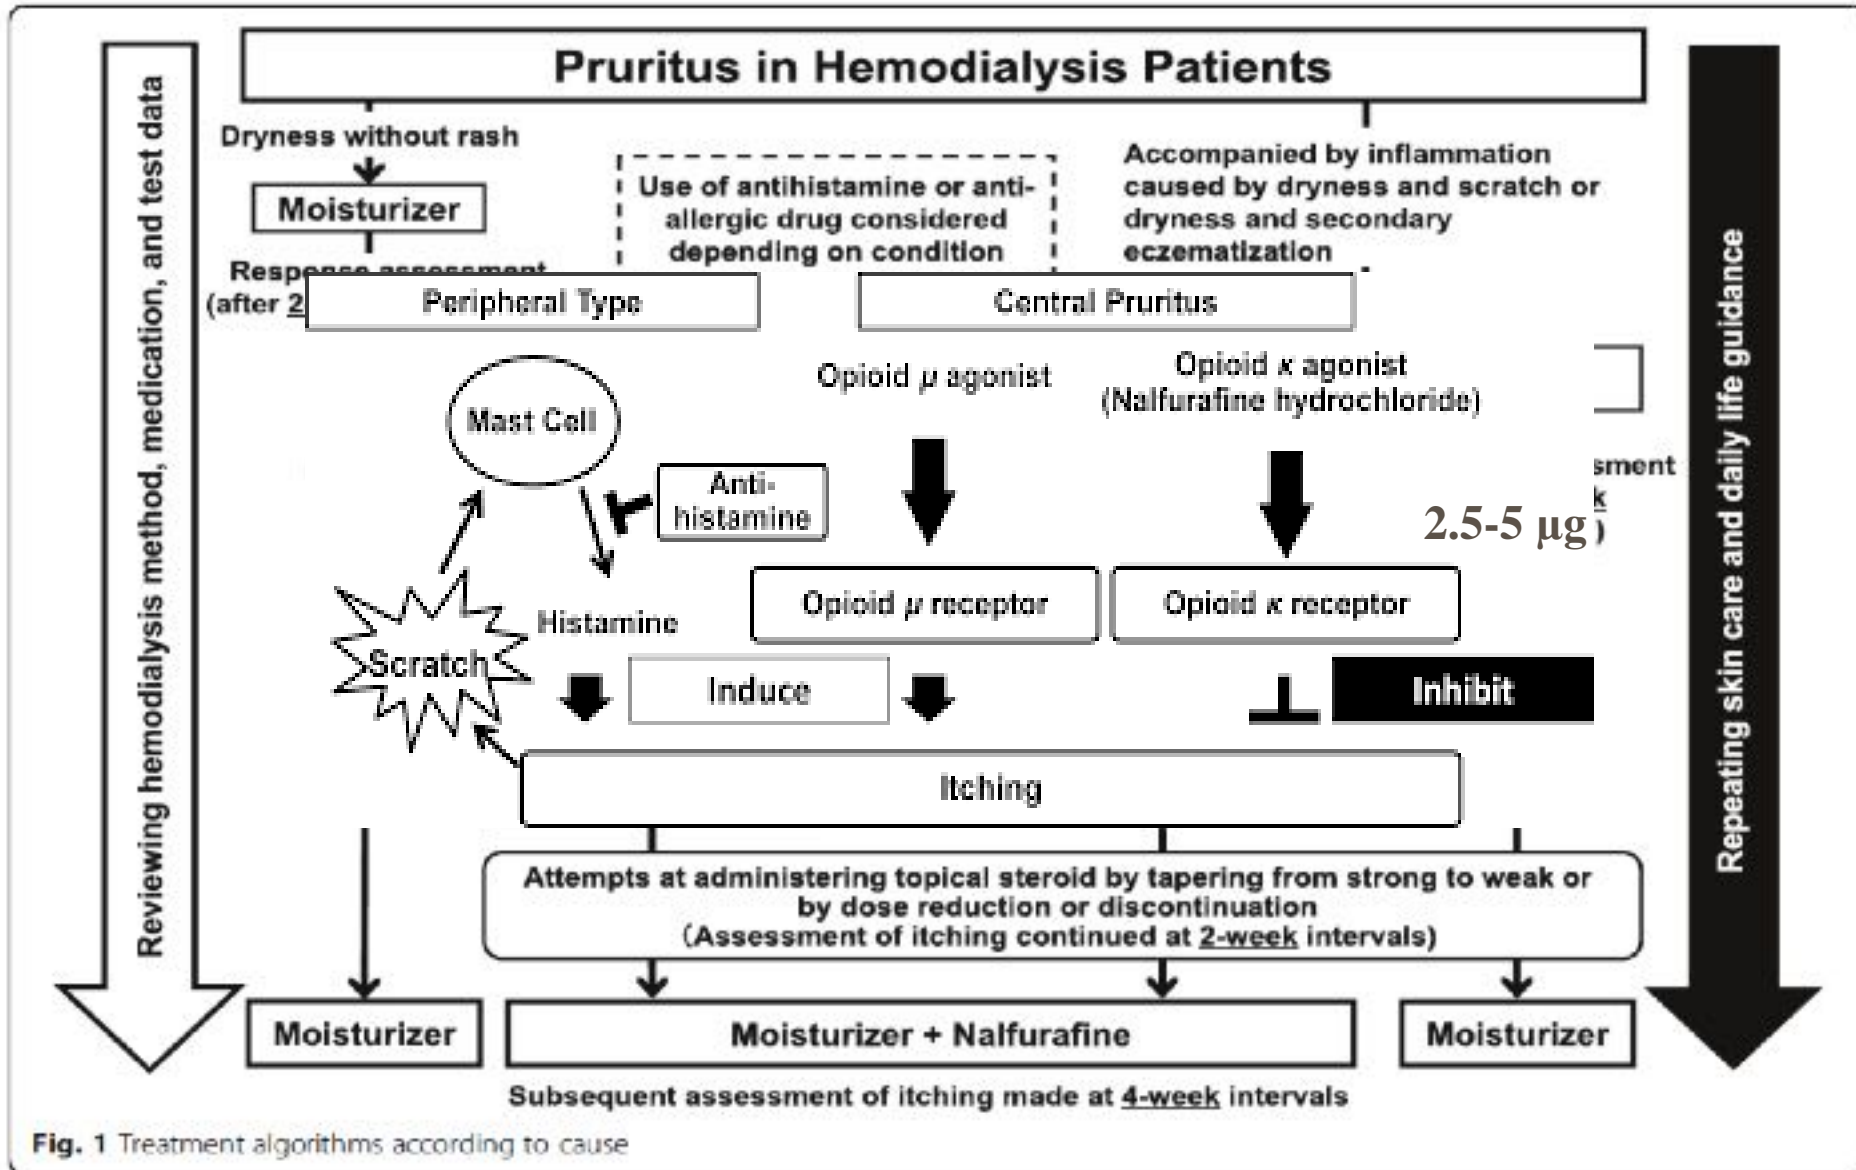 Pruritus in Hemodialysis Patients
Reviewing hemodialysis method, medication, and test data
Dryness without rash
Moisturizer
Response assessment
(after 2
Use of antihistamine or anti-
allergic drug considered
depending on condition
Accompanied by inflammation
caused by dryness and scratch or
dryness and secondary
eczematization
Peripheral Type
Central Pruritus
Mast Cell
Anti-
histamine
Opioid μ agonist
Opioid κ agonist
(Nalfurafine hydrochloride)
sment
k
)
2.5-5 μg
Scratch
Histamine
Opioid μ receptor
Opioid κ receptor
Induce
Inhibit
Itching
Attempts at administering topical steroid by tapering from strong to weak or
by dose reduction or discontinuation
(Assessment of itching continued at 2-week intervals)
Moisturizer
Moisturizer + Nalfurafine
Moisturizer
Subsequent assessment of itching made at 4-week intervals
Repeating skin care and daily life guidance
Fig. 1 Treatment algorithms according to cause